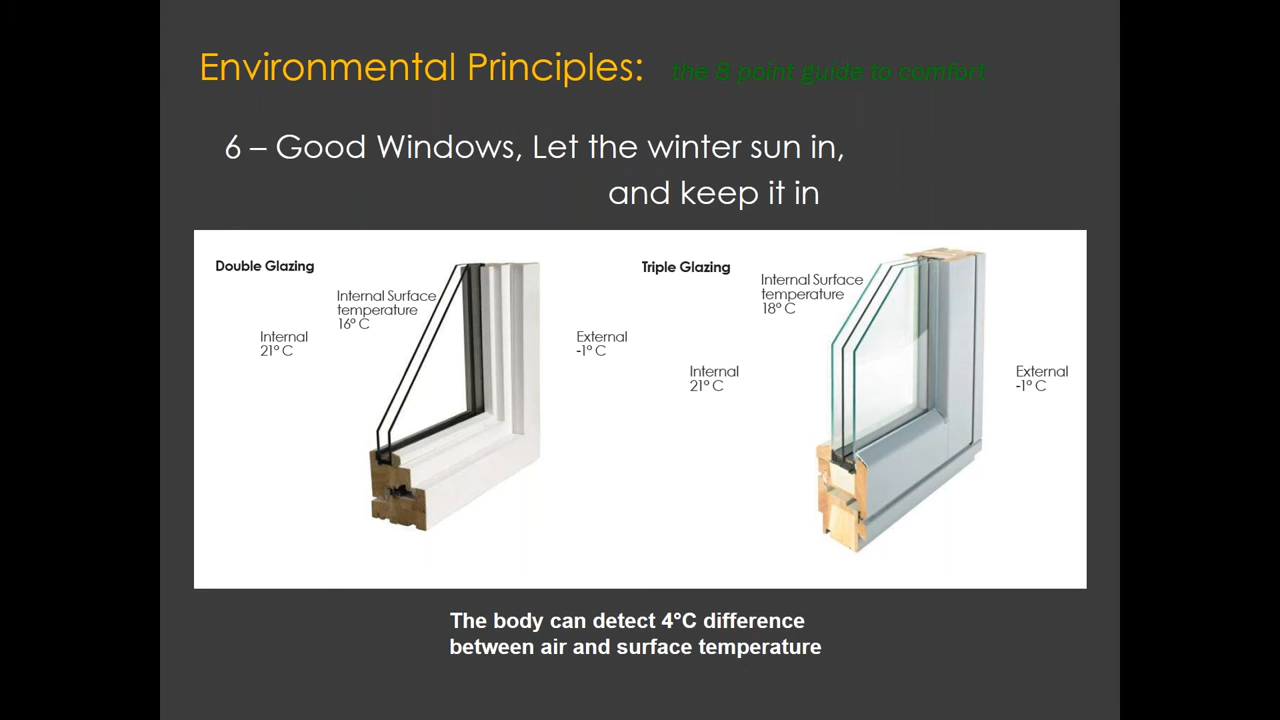 Environmental Principles: the 8 point guide to comfort
6 – Good Windows, Let the winter sun in,
and keep it in
Double Glazing
Internal Surface
temperature
16° C
Internal
21° C
External
-1° C
Triple Glazing
Internal Surface
temperature
18° C
Internal
21° C
External
-1° C
The body can detect 4°C difference
between air and surface temperature